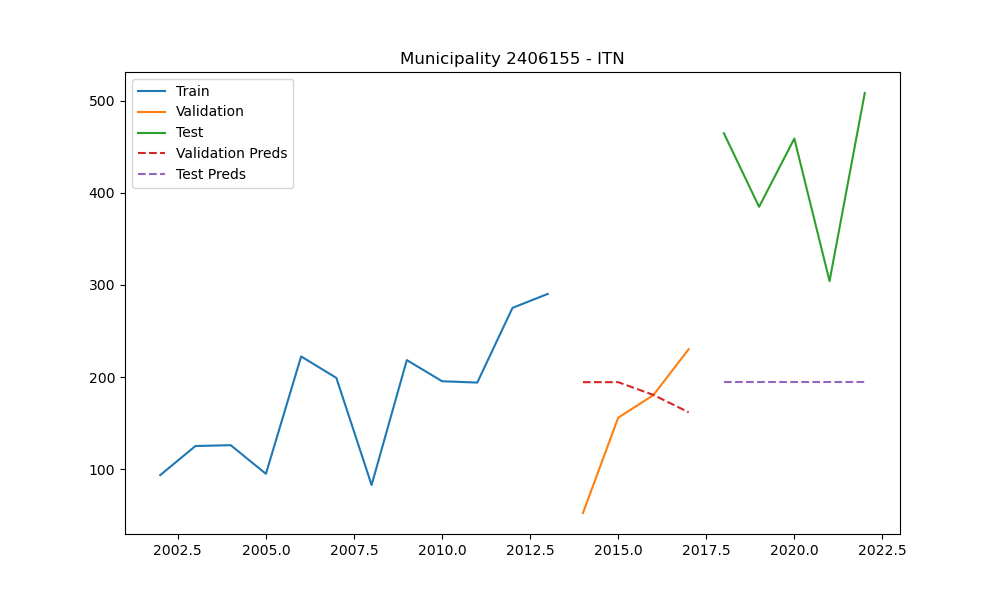 Municipality 2406155 - ITN
Train
Validation
Test
Validation Preds
Test Preds
500
400
300
200
100
2002.5 2005.0 2007.5 2010.0 2012.5 2015.0 2017.5 2020.0 2022.5